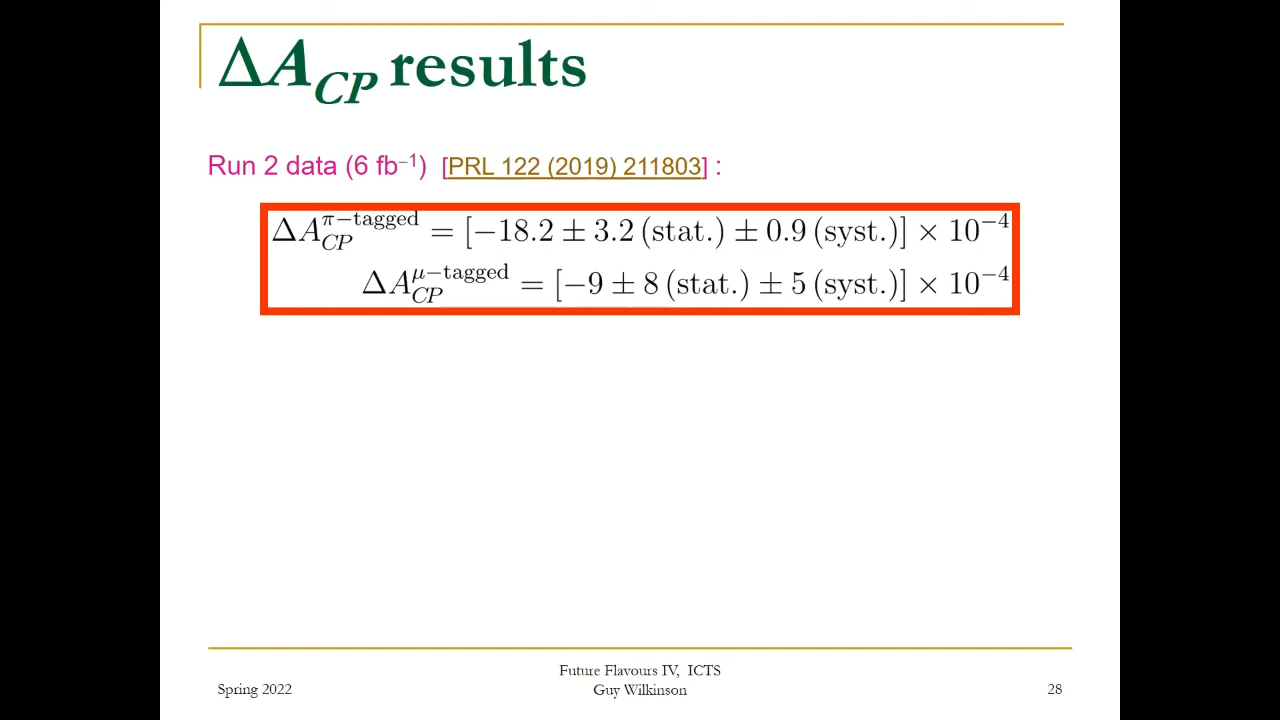 ΔA_CP results
Run 2 data (6 fb⁻¹) [PRL 122 (2019) 211803] :
ΔA_CP^{π−tagged} = [−18.2 ± 3.2 (stat.) ± 0.9 (syst.)] × 10⁻⁴
ΔA_CP^{μ−tagged} = [−9 ± 8 (stat.) ± 5 (syst.)] × 10⁻⁴
Future Flavours IV, ICTS
Spring 2022
Guy Wilkinson
28